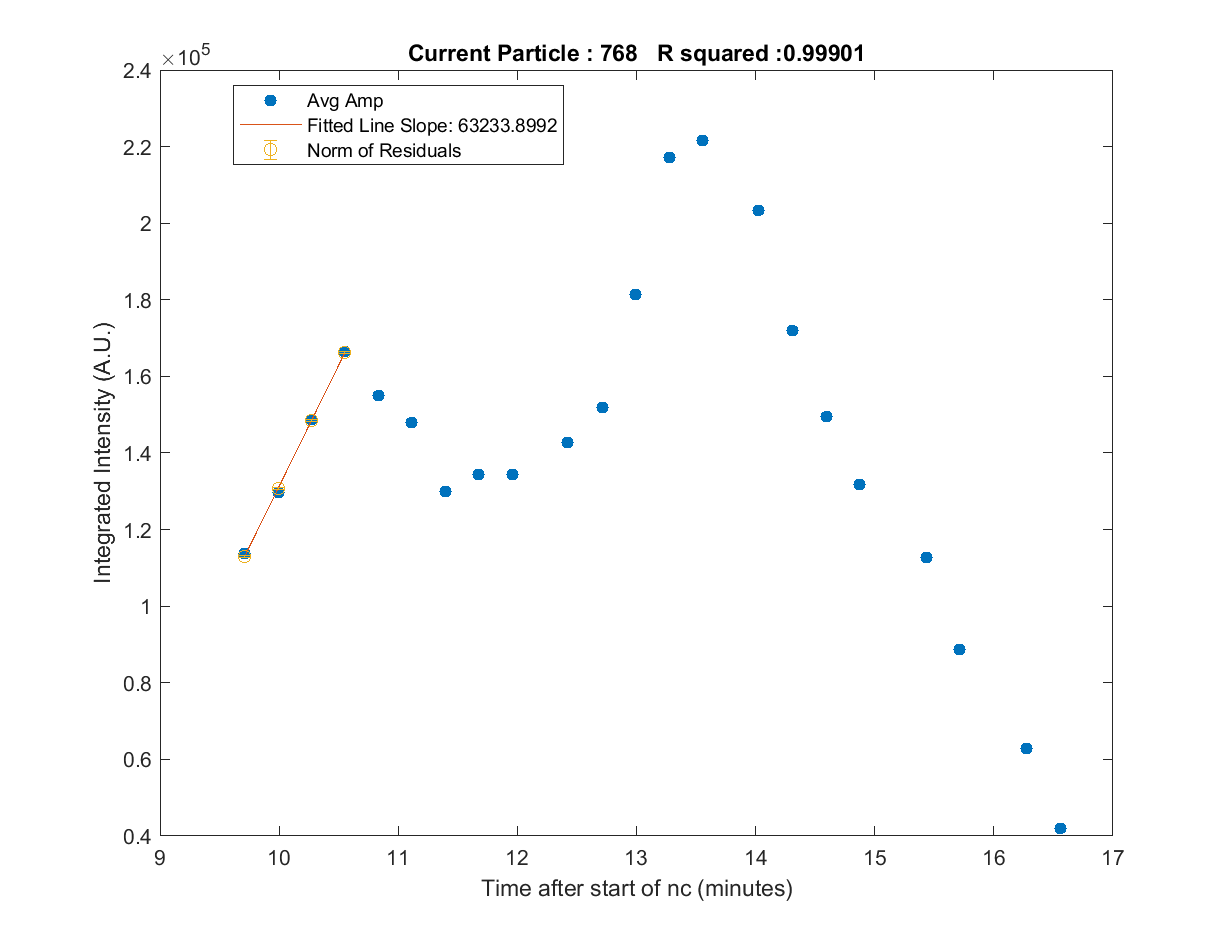 Current Particle : 768 R squared :0.99901
×10^5
2.4
2.2
2
1.8
1.6
1.4
1.2
1
0.8
0.6
0.4
Avg Amp
Fitted Line Slope: 63233.8992
Norm of Residuals
Integrated Intensity (A.U.)
9 10 11 12 13 14 15 16 17
Time after start of nc (minutes)